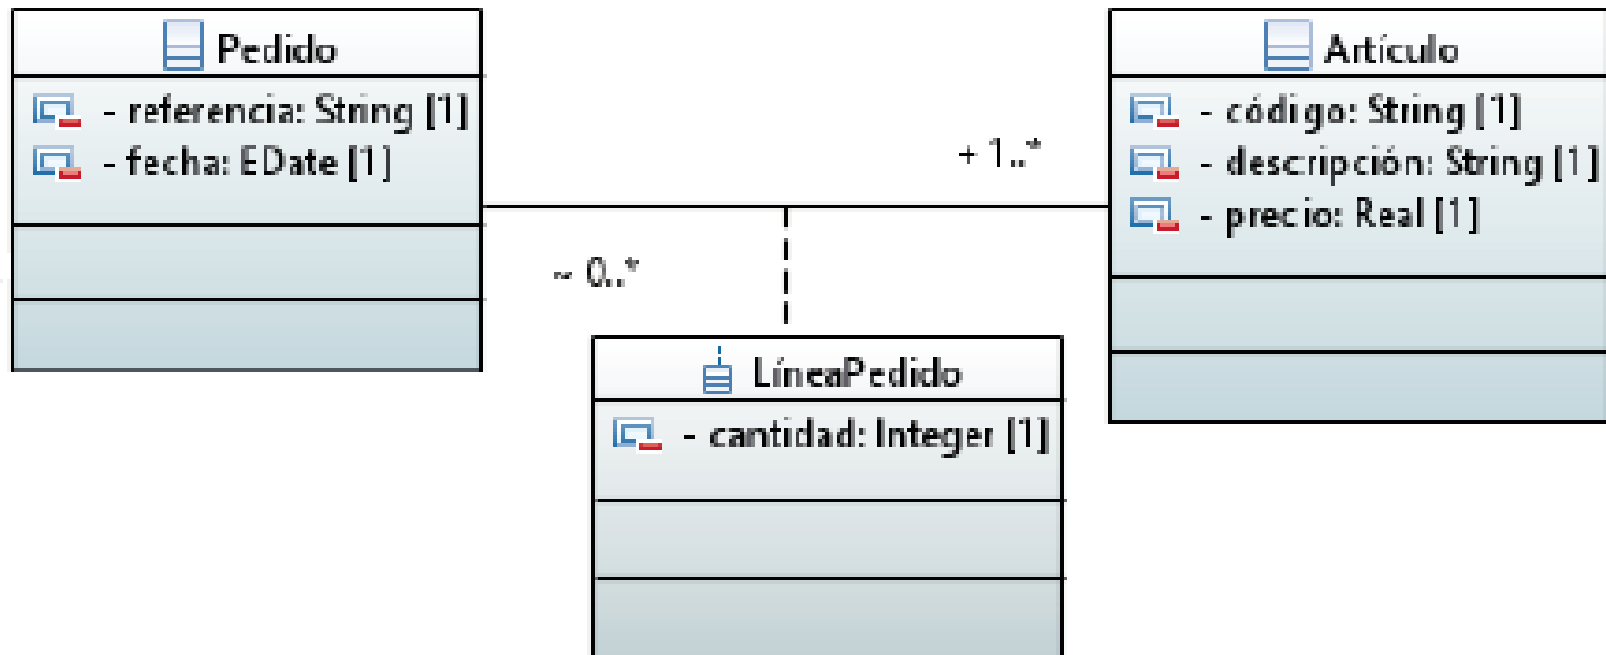 Pedido
- referencia: String [1]
- fecha: EDate [1]
+ 1..*
~ 0..*
Artículo
- código: String [1]
- descripción: String [1]
- precio: Real [1]
LíneaPedido
- cantidad: Integer [1]